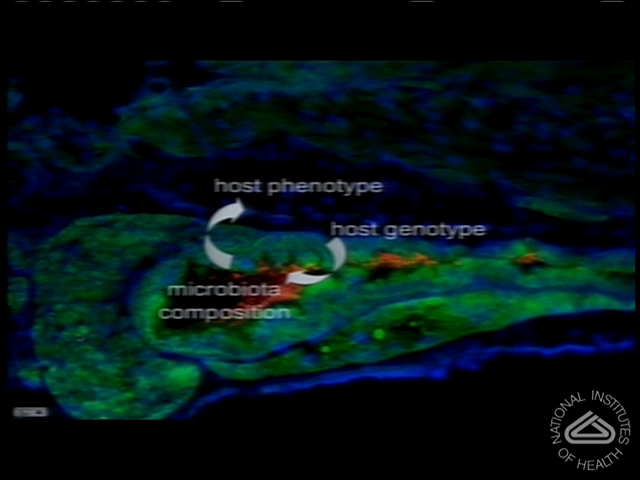 host phenotype
host genotype
microbiota
composition
NATIONAL INSTITUTES
OF HEALTH